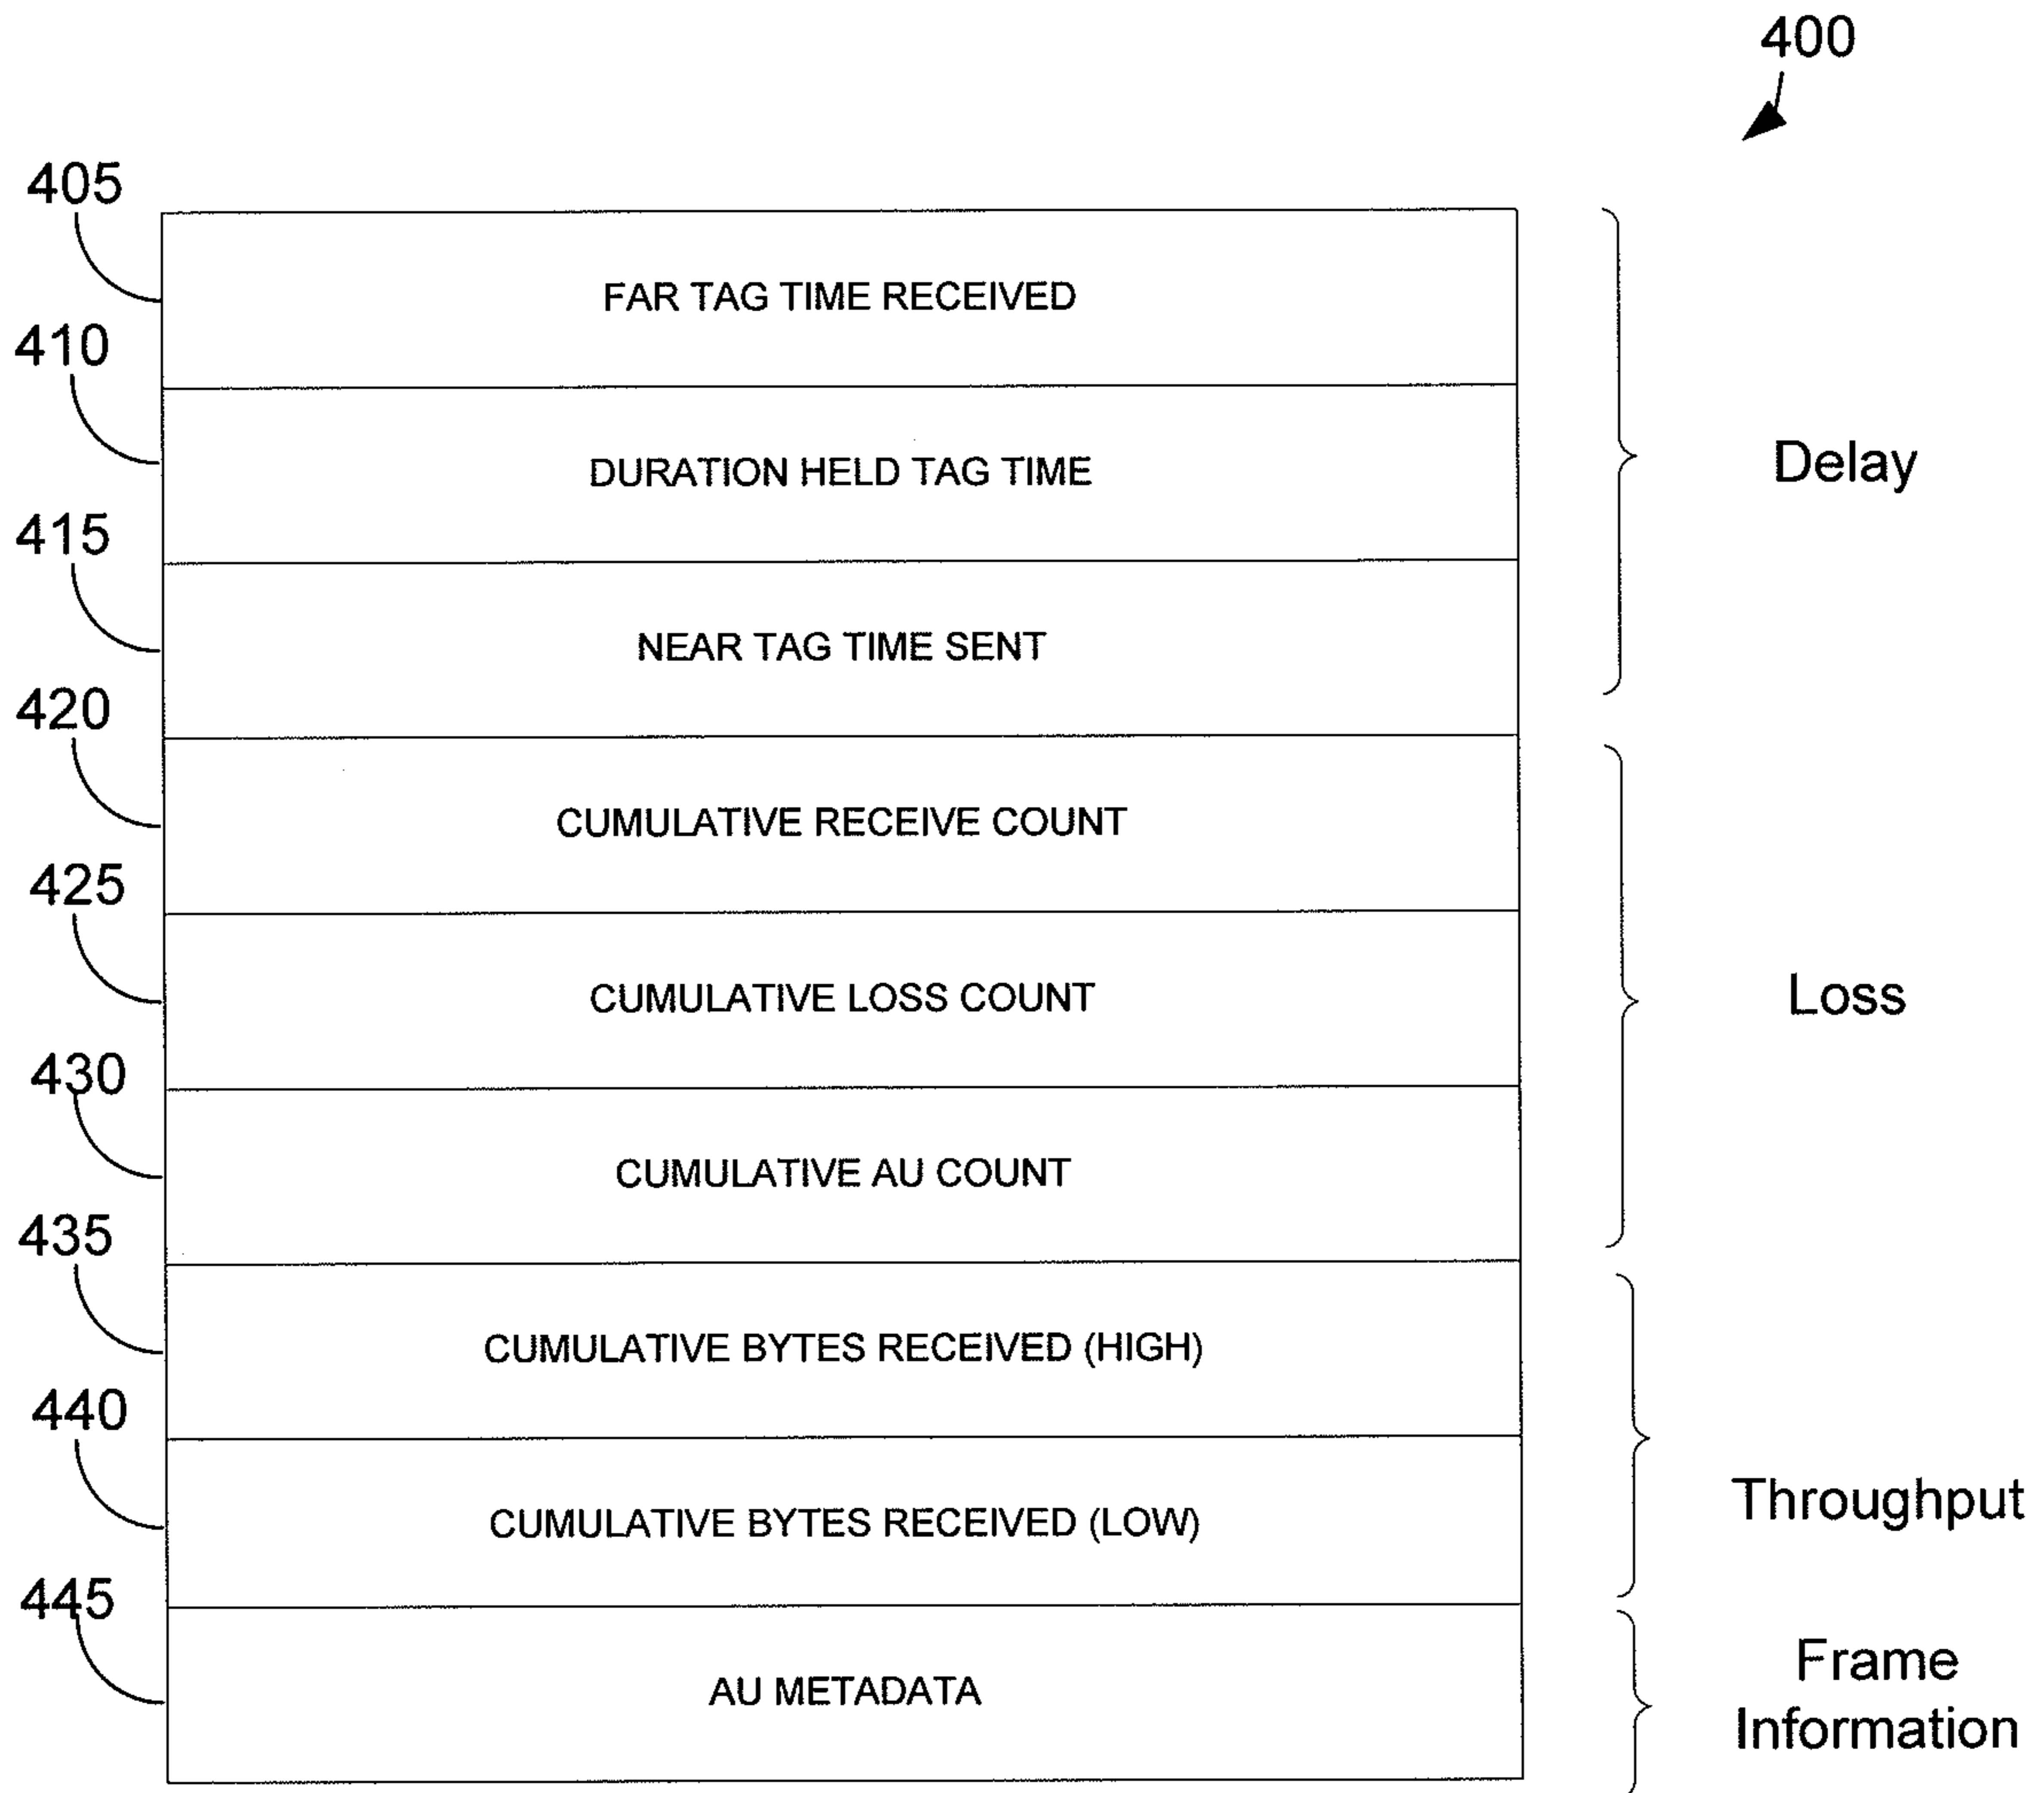 400
405
FAR TAG TIME RECEIVED
410
DURATION HELD TAG TIME
Delay
415
NEAR TAG TIME SENT
420
CUMULATIVE RECEIVE COUNT
425
CUMULATIVE LOSS COUNT
Loss
430
CUMULATIVE AU COUNT
435
CUMULATIVE BYTES RECEIVED (HIGH)
440
CUMULATIVE BYTES RECEIVED (LOW)
Throughput
445
AU METADATA
Frame
Information